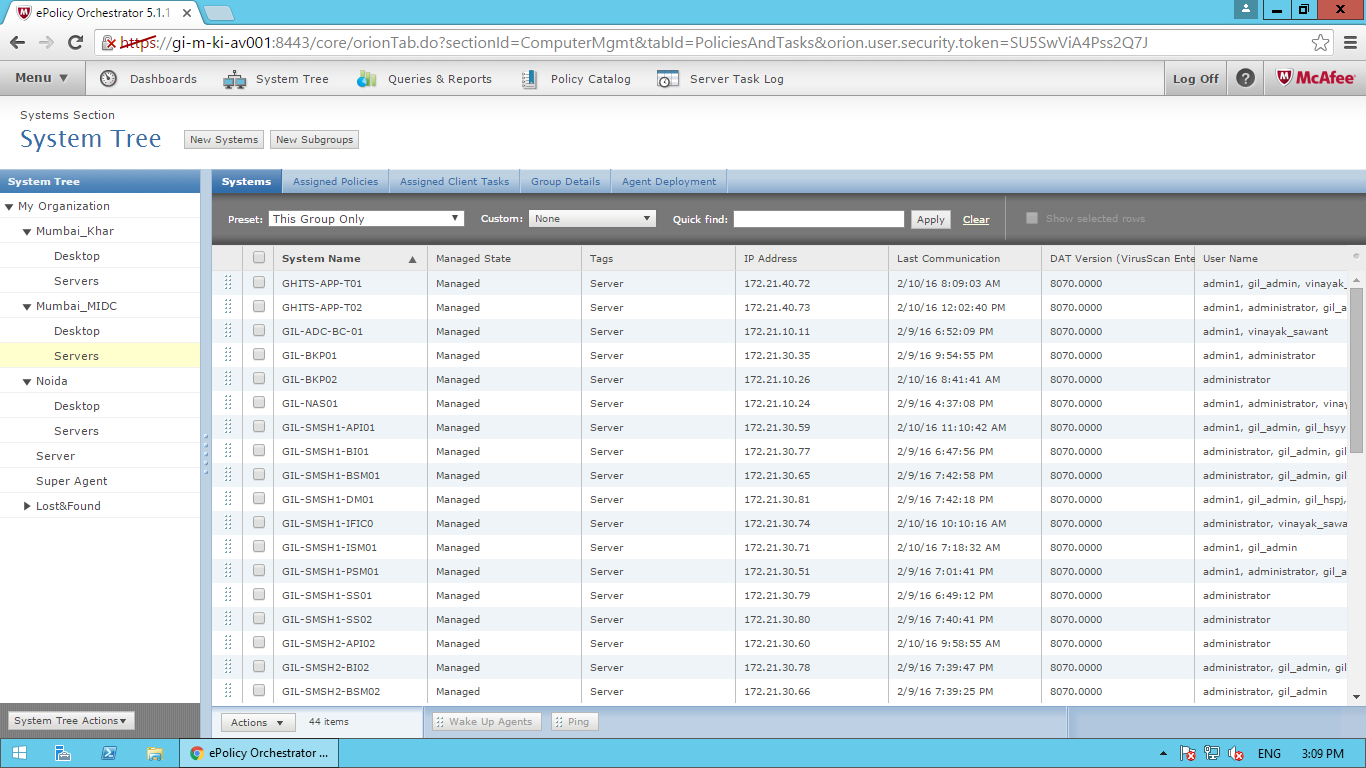 ePolicy Orchestrator 5.1.1
https://gi-m-ki-av001:8443/core/orionTab.do?sectionId=ComputerMgmt&tabId=PoliciesAndTasks&orion.user.security.token=SU5SwViA4Pss2Q7J
Menu Dashboards System Tree Queries & Reports Policy Catalog Server Task Log Log Off ? McAfee
Systems Section
System Tree New Systems New Subgroups
System Tree
My Organization
Mumbai_Khar
Desktop
Servers
Mumbai_MIDC
Desktop
Servers
Noida
Desktop
Servers
Server
Super Agent
Lost&Found
System Tree Actions
Systems Assigned Policies Assigned Client Tasks Group Details Agent Deployment
Preset: This Group Only Custom: None Quick find: Apply Clear Show selected rows
System Name Managed State Tags IP Address Last Communication DAT Version (VirusScan Ente User Name
GHITS-APP-T01 Managed Server 172.21.40.72 2/10/16 8:09:03 AM 8070.0000 admin1, gil_admin, vinayak_
GHITS-APP-T02 Managed Server 172.21.40.73 2/10/16 12:02:40 PM 8070.0000 admin1, administrator, gil_a
GIL-ADC-BC-01 Managed Server 172.21.10.11 2/9/16 6:52:09 PM 8070.0000 admin1, vinayak_sawant
GIL-BKP01 Managed Server 172.21.30.35 2/9/16 9:54:55 PM 8070.0000 admin1, administrator
GIL-BKP02 Managed Server 172.21.10.26 2/10/16 8:41:41 AM 8070.0000 administrator
GIL-NAS01 Managed Server 172.21.10.24 2/9/16 4:37:08 PM 8070.0000 admin1, administrator, vinay
GIL-SMSH1-API01 Managed Server 172.21.30.59 2/10/16 11:10:42 AM 8070.0000 admin1, gil_admin, gil_hsyy
GIL-SMSH1-BI01 Managed Server 172.21.30.77 2/9/16 6:47:56 PM 8070.0000 administrator, gil_admin, gil
GIL-SMSH1-BSM01 Managed Server 172.21.30.65 2/9/16 7:42:58 PM 8070.0000 administrator, gil_admin, gil
GIL-SMSH1-DM01 Managed Server 172.21.30.81 2/9/16 7:42:18 PM 8070.0000 admin1, gil_admin, gil_hspj,
GIL-SMSH1-IFIC0 Managed Server 172.21.30.74 2/10/16 10:10:16 AM 8070.0000 administrator, vinayak_sawa
GIL-SMSH1-ISM01 Managed Server 172.21.30.71 2/10/16 7:18:32 AM 8070.0000 admin1, gil_admin
GIL-SMSH1-PSM01 Managed Server 172.21.30.51 2/9/16 7:01:41 PM 8070.0000 admin1, administrator, gil_a
GIL-SMSH1-SS01 Managed Server 172.21.30.79 2/9/16 6:49:12 PM 8070.0000 administrator
GIL-SMSH1-SS02 Managed Server 172.21.30.80 2/9/16 7:40:41 PM 8070.0000 administrator
GIL-SMSH2-API02 Managed Server 172.21.30.60 2/10/16 9:58:55 AM 8070.0000 administrator
GIL-SMSH2-BI02 Managed Server 172.21.30.78 2/9/16 7:39:47 PM 8070.0000 administrator, gil_admin, gil
GIL-SMSH2-BSM02 Managed Server 172.21.30.66 2/9/16 7:39:25 PM 8070.0000 administrator, gil_admin
Actions 44 items Wake Up Agents Ping
ePolicy Orchestrator ... ENG 3:09 PM